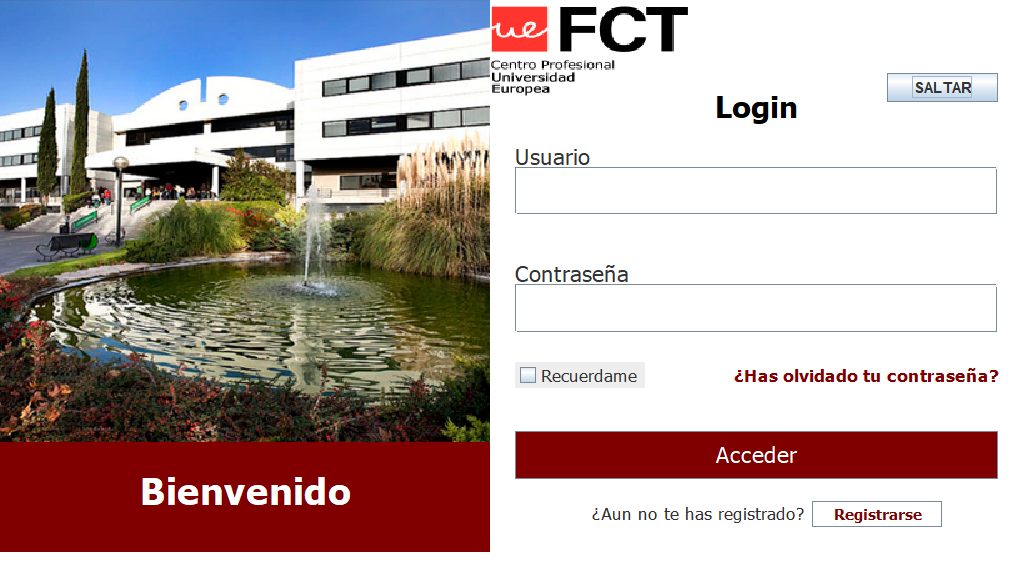 ue FCT
Centro Profesional
Universidad
Europea
SALTAR
Login
Usuario
Contraseña
Recuerdame
¿Has olvidado tu contraseña?
Acceder
¿Aun no te has registrado?
Registrarse
Bienvenido